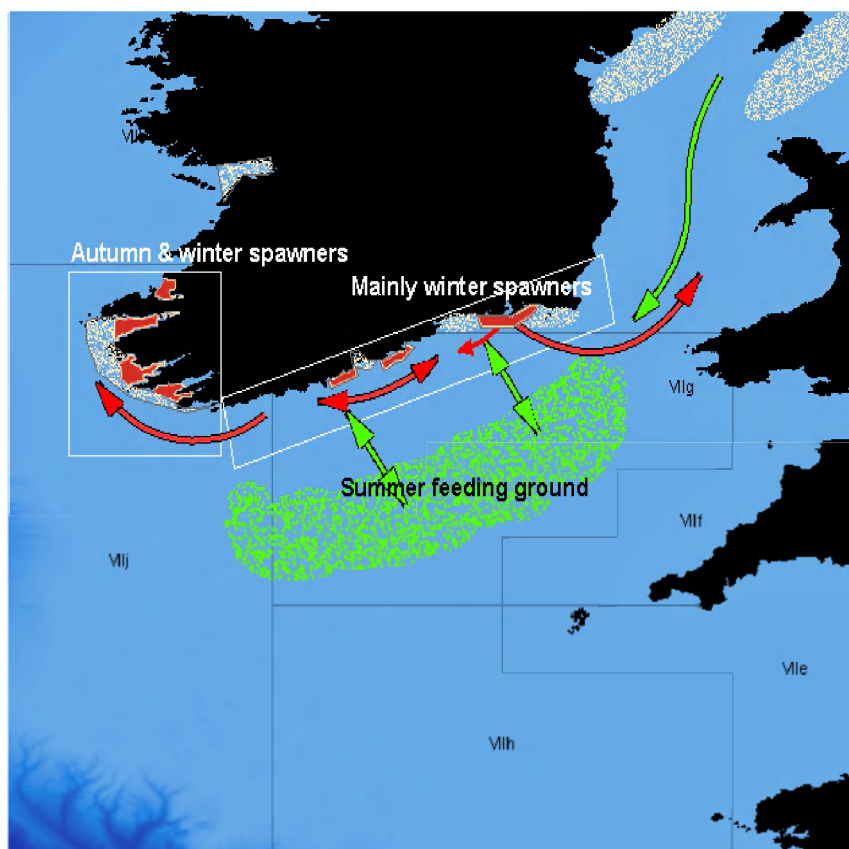 Autumn & winter spawners
Mainly winter spawners
VIIg
Summer feeding ground
VIIf
VIIj
VIIe
VIIh